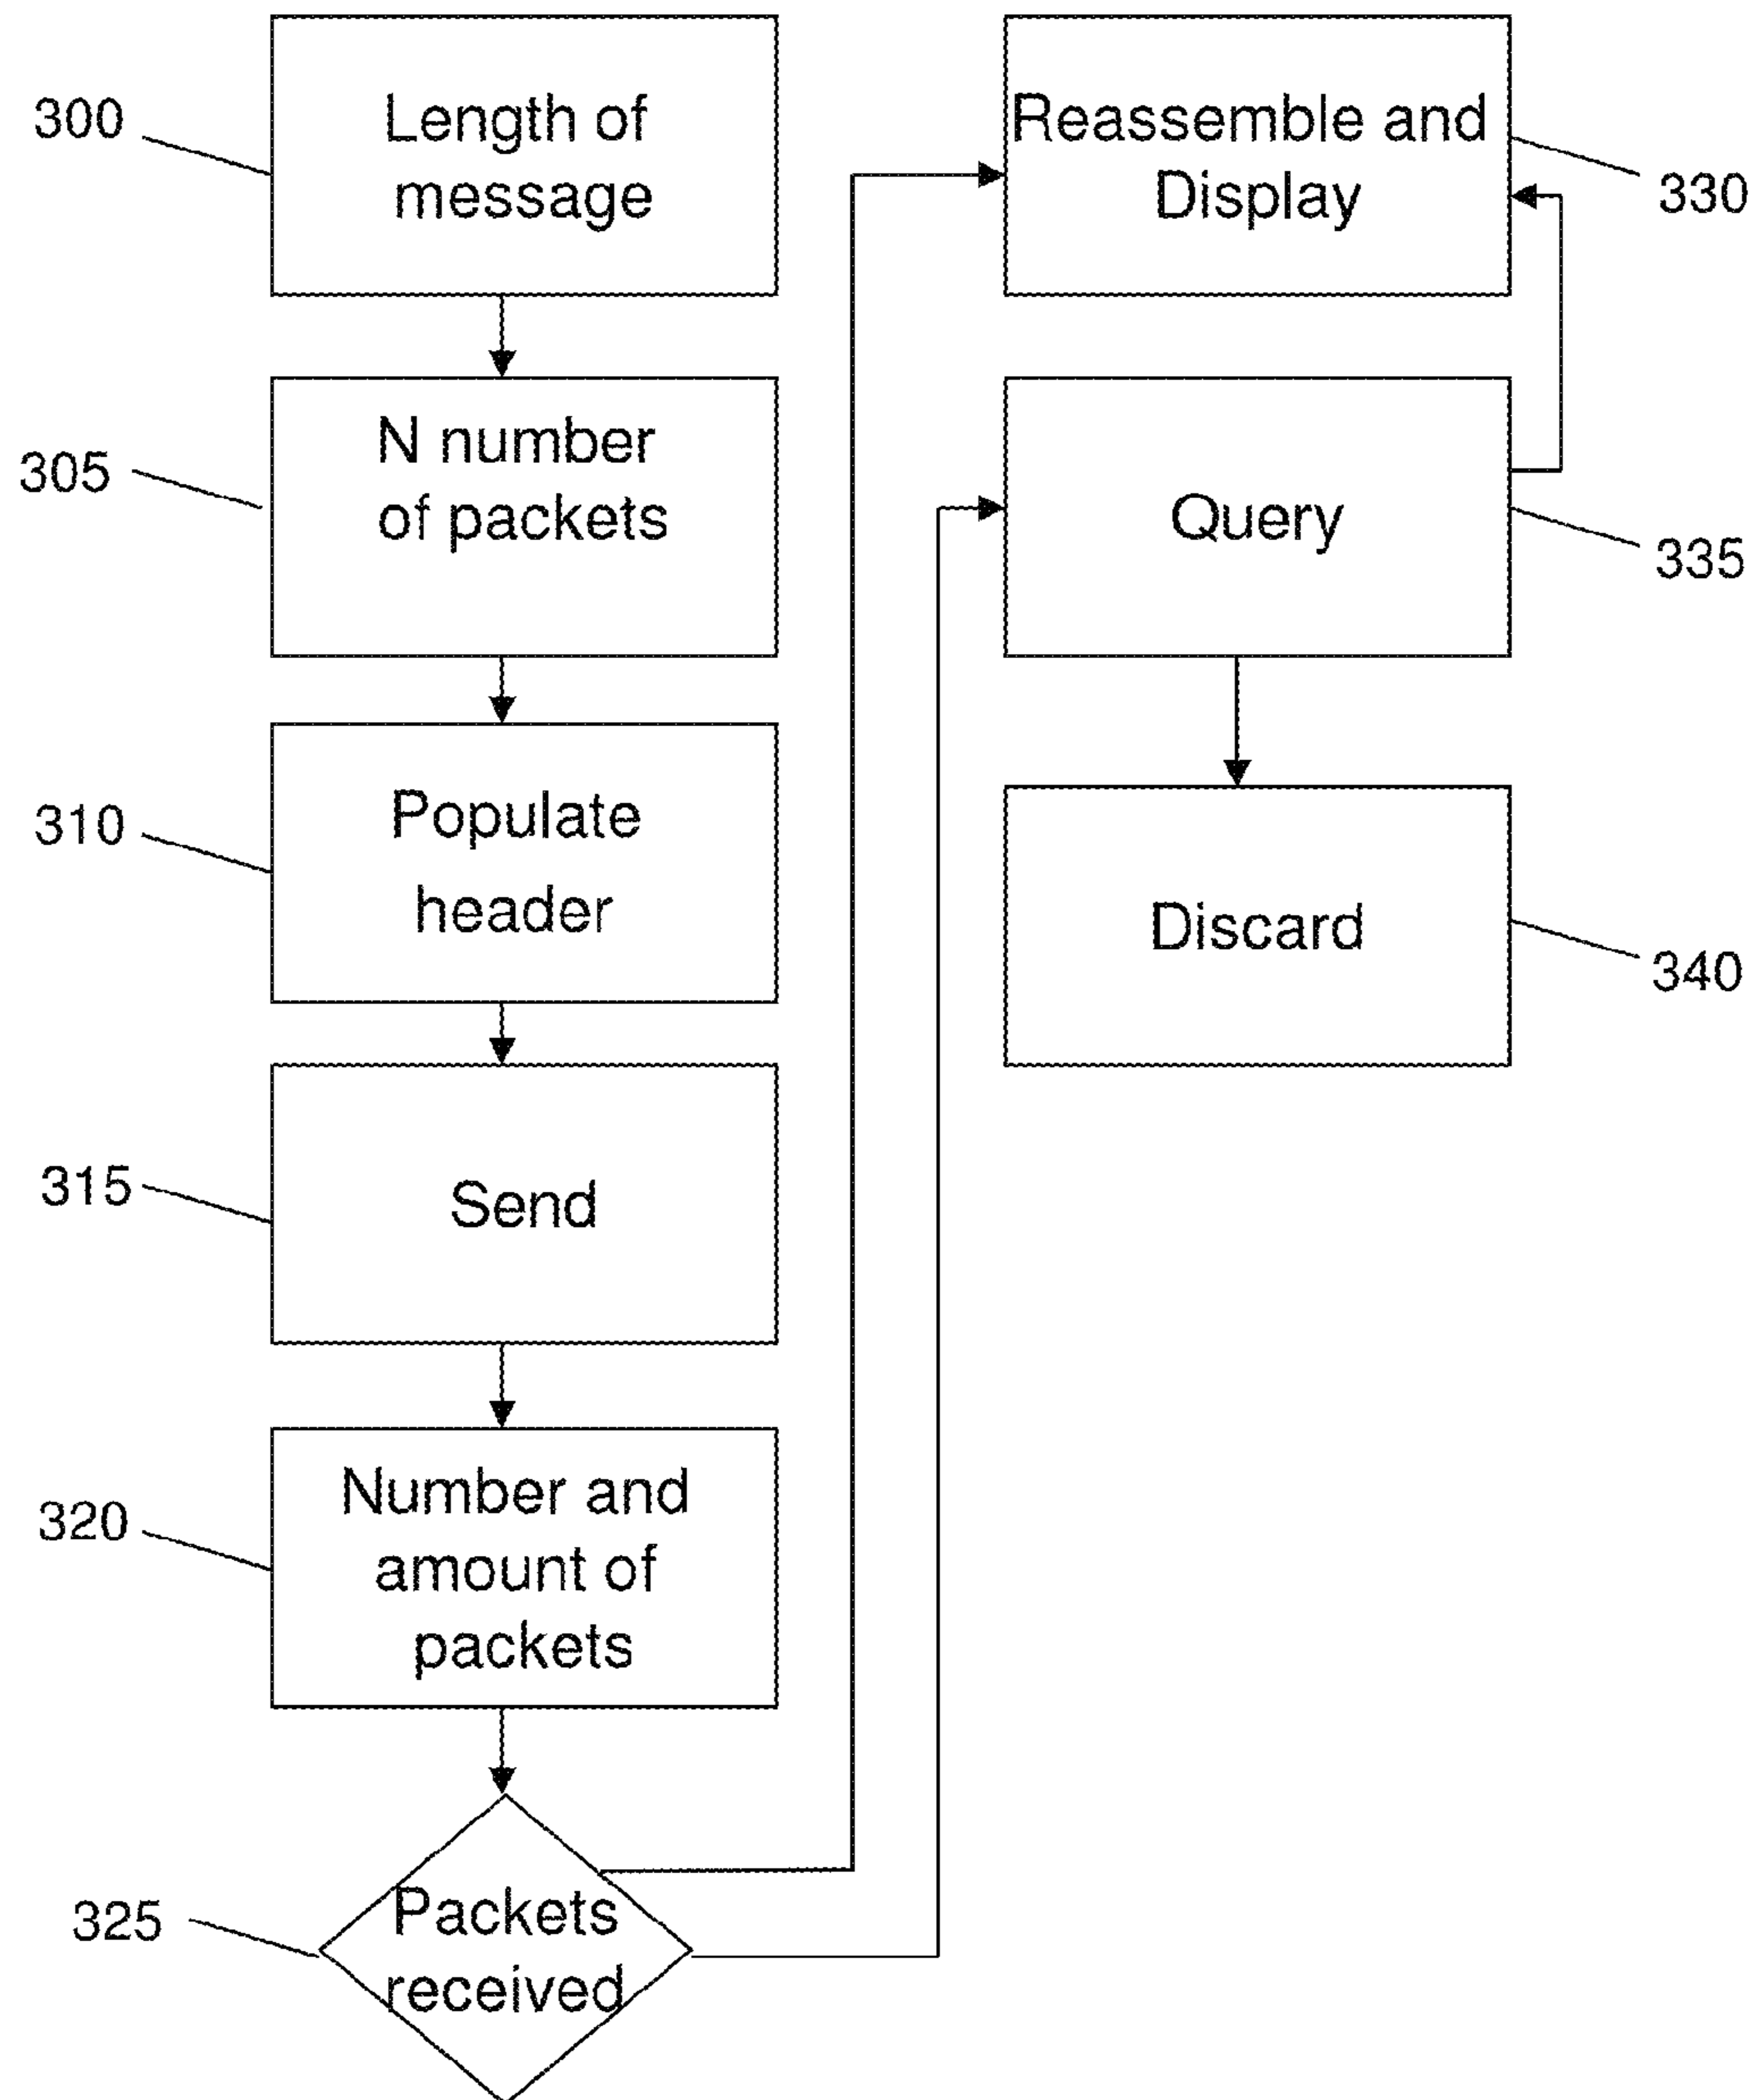 300
Length of
message
305
N number
of packets
310
Populate
header
315
Send
320
Number and
amount of
packets
325
Packets
received
Reassemble and
Display
330
Query
335
Discard
340